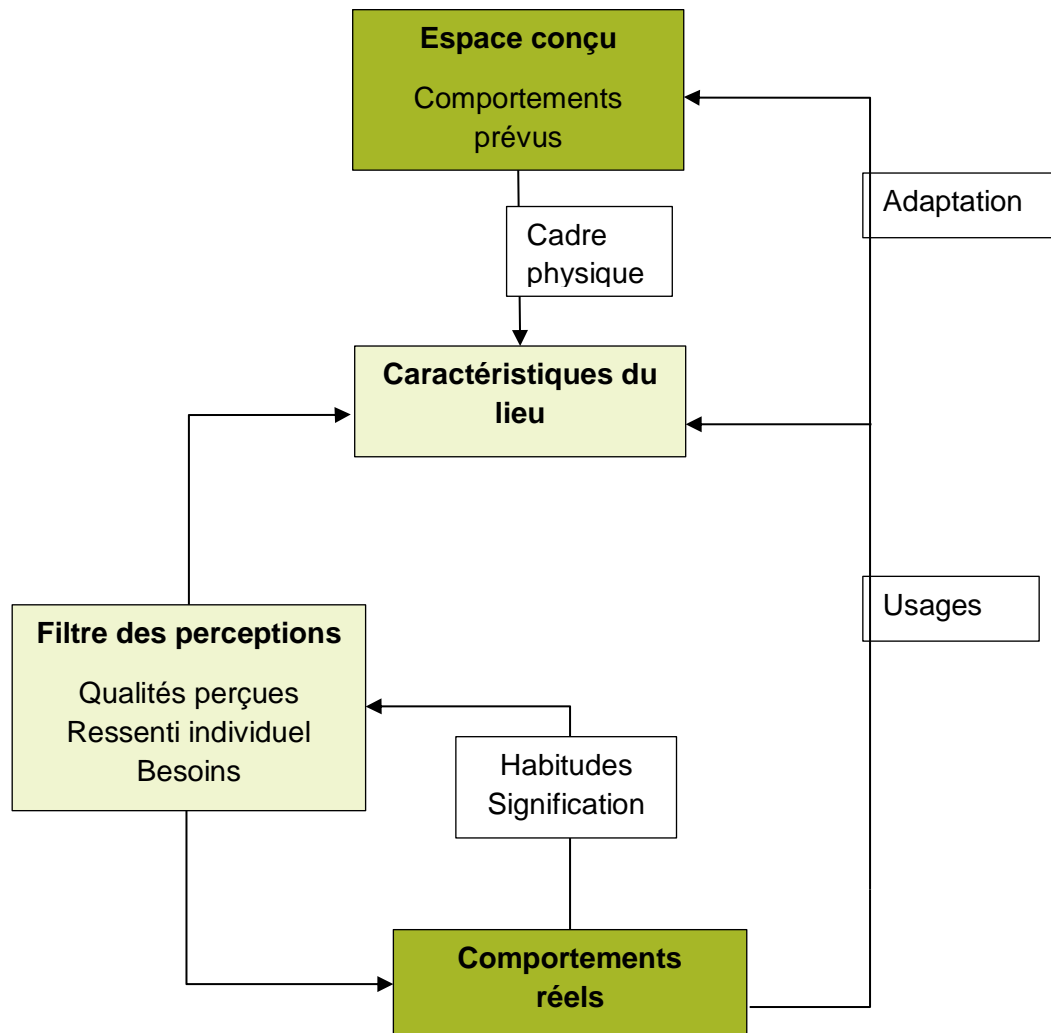 Espace conçu
Comportements
prévus
Adaptation
Cadre
physique
Caractéristiques du
lieu
Usages
Filtre des perceptions
Qualités perçues
Ressenti individuel
Besoins
Habitudes
Signification
Comportements
réels